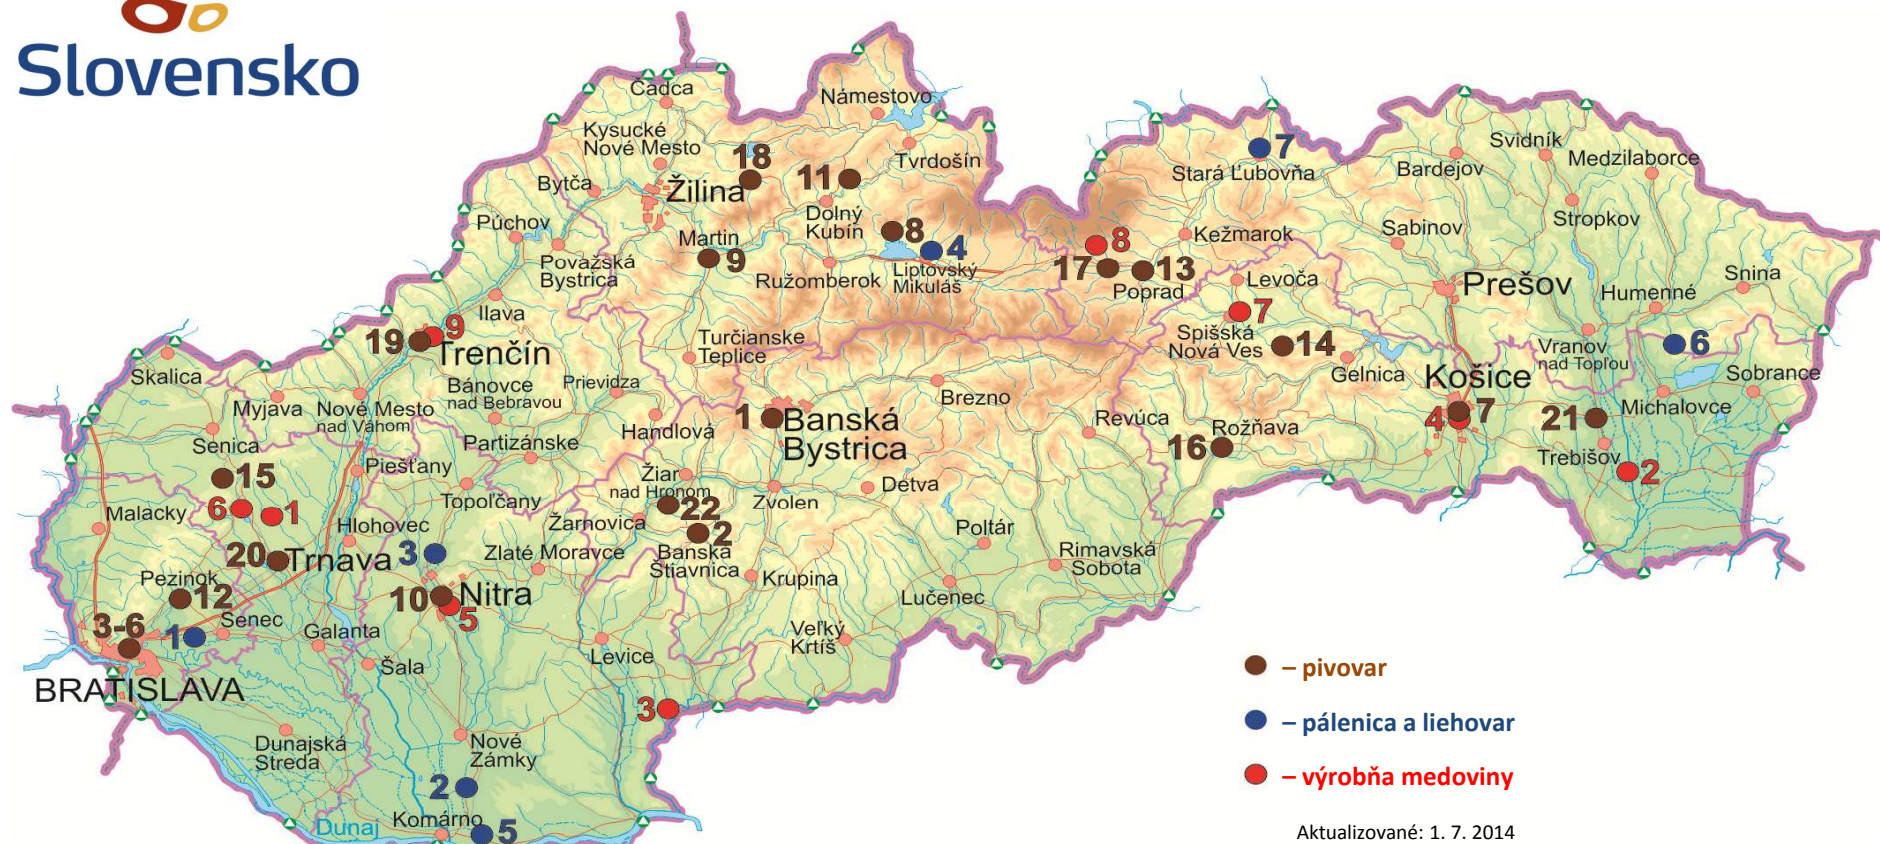 Slovensko
Čadca
Námestovo
Kysucké
Nové Mesto
Tvrdošín
18
11
7
Stará Ľubovňa
Svidník
Bardejov
Medzilaborce
Bytča
Žilina
Dolný
Kubín
Stropkov
Púchov
Martin
8
4
8
Kežmarok
Sabinov
9
Považská
Bystrica
Ružomberok
Liptovský
Mikuláš
17
13
Poprad
Levoča
Prešov
Snina
Humenné
Ilava
7
19
9
Trenčín
Turčianske
Teplice
Spišská
Nová Ves
14
Vranov
nad Topľou
6
Skalica
Bánovce
nad Bebravou
Prievidza
Gelnica
Košice
Sobrance
Myjava
Nové Mesto
nad Váhom
Brezno
Michalovce
1
Banská
Bystrica
Revúca
4
7
21
Senica
Partizánske
Handlová
Rožňava
16
15
Piešťany
Žiar
nad Hronom
Trebišov
2
Topoľčany
Detva
Zvolen
6
1
Malacky
Hlohovec
Žarnovica
22
2
Poltár
20
Trnava
3
Zlaté Moravce
Banská
Štiavnica
Rimavská
Sobota
Pezinok
12
Krupina
10
Nitra
5
Lučenec
3-6
1
Senec
Galanta
Veľký
Krtíš
Šala
Levice
– pivovar
BRATISLAVA
3
– pálenica a liehovar
Dunajská
Streda
Nové
Zámky
– výrobňa medoviny
2
Dunaj
Komárno
5
Aktualizované: 1. 7. 2014